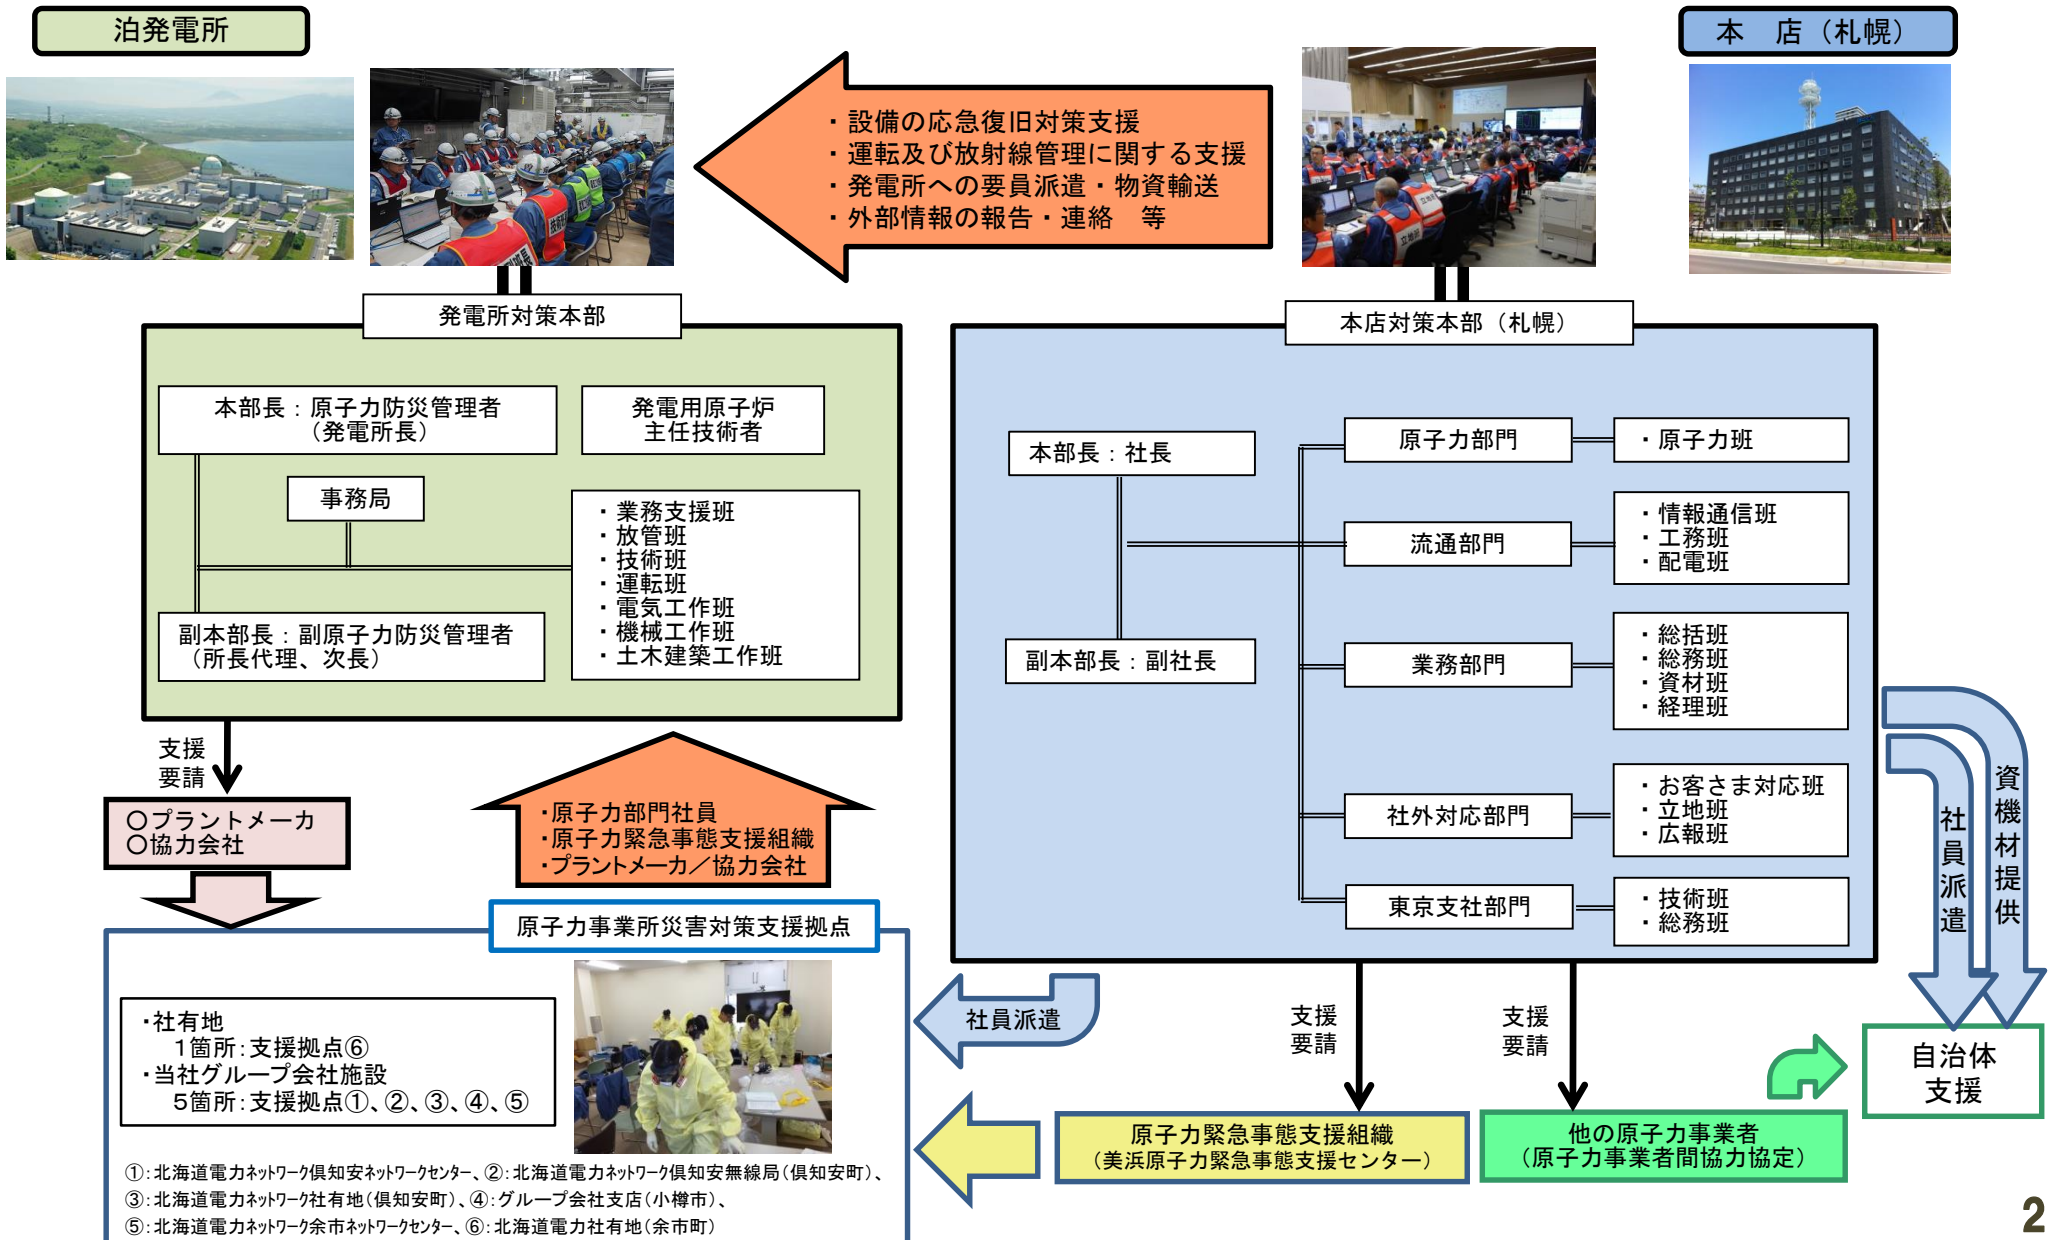 泊発電所
本　店（札幌）
・設備の応急復旧対策支援
・運転及び放射線管理に関する支援
・発電所への要員派遣・物資輸送
・外部情報の報告・連絡　等
発電所対策本部
本部長：原子力防災管理者
（発電所長）
発電用原子炉
主任技術者
事務局
・業務支援班
・放管班
・技術班
・運転班
・電気工作班
・機械工作班
・土木建築工作班
副本部長：副原子力防災管理者
（所長代理、次長）
本店対策本部（札幌）
本部長：社長
副本部長：副社長
原子力部門
・原子力班
流通部門
・情報通信班
・工務班
・配電班
業務部門
・総括班
・総務班
・資材班
・経理班
社外対応部門
・お客さま対応班
・立地班
・広報班
東京支社部門
・技術班
・総務班
支援
要請
○プラントメーカ
○協力会社
・原子力部門社員
・原子力緊急事態支援組織
・プラントメーカ／協力会社
原子力事業所災害対策支援拠点
・社有地
1箇所：支援拠点⑥
・当社グループ会社施設
5箇所：支援拠点①、②、③、④、⑤
①：北海道電力ネットワーク倶知安ネットワークセンター、②：北海道電力ネットワーク倶知安無線局（倶知安町）、
③：北海道電力ネットワーク社有地（倶知安町）、④：グループ会社支店（小樽市）、
⑤：北海道電力ネットワーク余市ネットワークセンター、⑥：北海道電力社有地（余市町）
社員派遣
支援
要請
支援
要請
原子力緊急事態支援組織
（美浜原子力緊急事態支援センター）
他の原子力事業者
（原子力事業者間協力協定）
社員派遣
資機材提供
自治体
支援
2